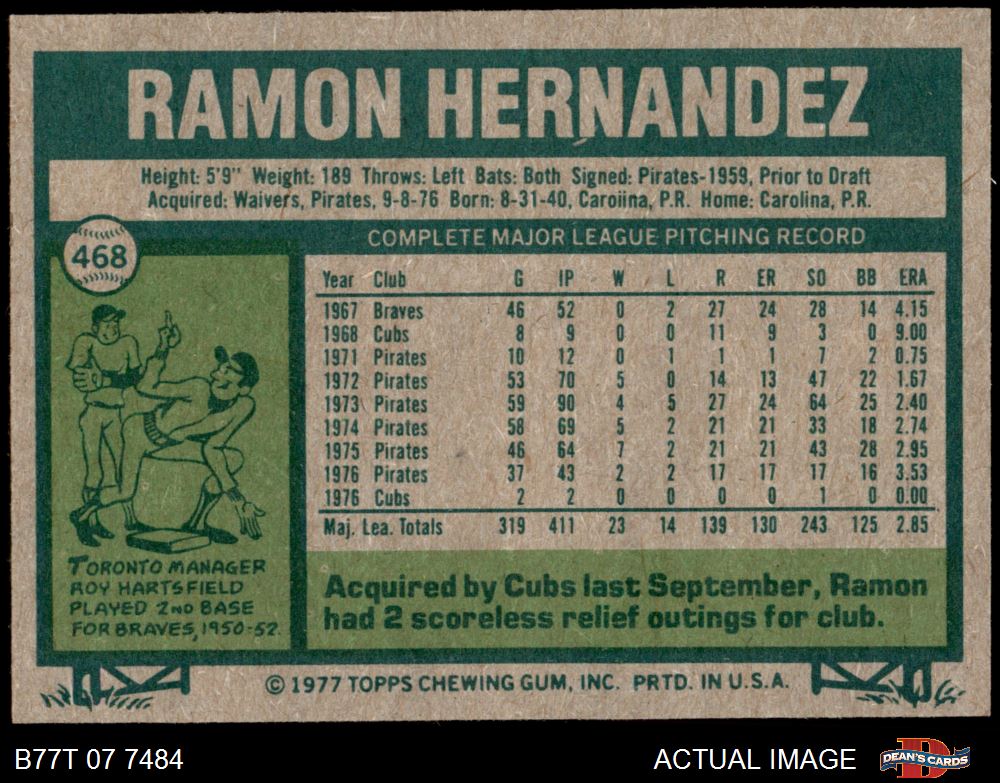 RAMON HERNANDEZ
Height: 5'9" Weight: 189 Throws: Left Bats: Both Signed: Pirates-1959, Prior to Draft
Acquired: Waivers, Pirates, 9-8-76 Born: 8-31-40, Caroiina, P.R. Home: Carolina, P.R.
468
COMPLETE MAJOR LEAGUE PITCHING RECORD
Year Club G IP W L R ER SO BB ERA
1967 Braves 46 52 0 2 27 24 28 14 4.15
1968 Cubs 8 9 0 0 11 9 3 0 9.00
1971 Pirates 10 12 0 1 1 1 7 2 0.75
1972 Pirates 53 70 5 0 14 13 47 22 1.67
1973 Pirates 59 90 4 5 27 24 64 25 2.40
1974 Pirates 58 69 5 2 21 21 33 18 2.74
1975 Pirates 46 64 7 2 21 21 43 28 2.95
1976 Pirates 37 43 2 2 17 17 17 16 3.53
1976 Cubs 2 2 0 0 0 0 1 0 0.00
Maj. Lea. Totals 319 411 23 14 139 130 243 125 2.85
TORONTO MANAGER
ROY HARTSFIELD
PLAYED 2ND BASE
FOR BRAVES, 1950-52.
Acquired by Cubs last September, Ramon
had 2 scoreless relief outings for club.
© 1977 TOPPS CHEWING GUM, INC. PRTD. IN U.S.A.
B77T 07 7484
ACTUAL IMAGE
DEAN'S CARDS